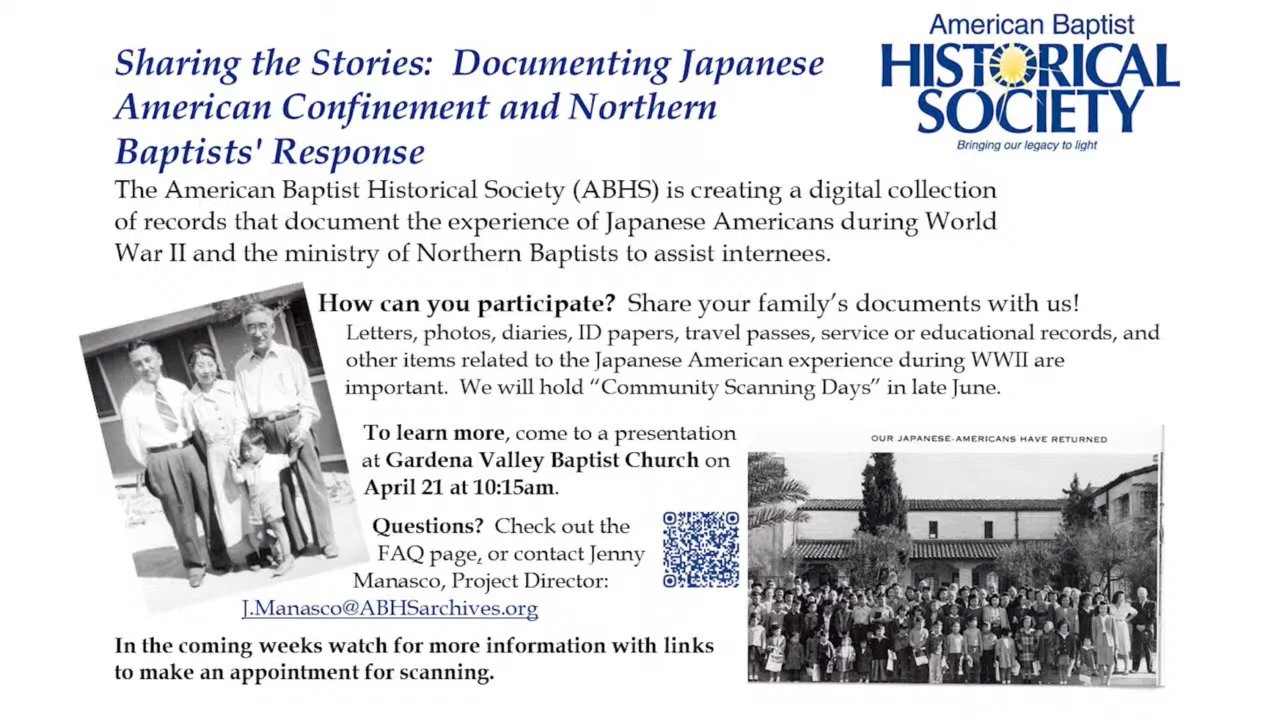 American Baptist
HISTORICAL
SOCIETY
Bringing our legacy to light
Sharing the Stories:  Documenting Japanese
American Confinement and Northern
Baptists' Response
The American Baptist Historical Society (ABHS) is creating a digital collection
of records that document the experience of Japanese Americans during World
War II and the ministry of Northern Baptists to assist internees.
How can you participate?  Share your family’s documents with us!
Letters, photos, diaries, ID papers, travel passes, service or educational records, and
other items related to the Japanese American experience during WWII are
important.  We will hold “Community Scanning Days” in late June.
To learn more, come to a presentation
at Gardena Valley Baptist Church on
April 21 at 10:15am.
Questions?  Check out the
FAQ page, or contact Jenny
Manasco, Project Director:
J.Manasco@ABHSarchives.org
In the coming weeks watch for more information with links
to make an appointment for scanning.
OUR JAPANESE-AMERICANS HAVE RETURNED